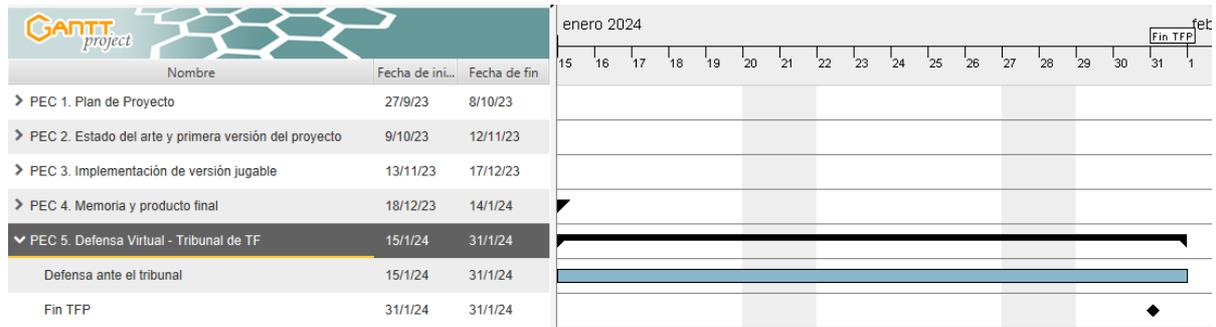 GANTT
project
enero 2024
feb
Fin TFP
15 16 17 18 19 20 21 22 23 24 25 26 27 28 29 30 31 1
Nombre Fecha de ini... Fecha de fin
PEC 1. Plan de Proyecto 27/9/23 8/10/23
PEC 2. Estado del arte y primera versión del proyecto 9/10/23 12/11/23
PEC 3. Implementación de versión jugable 13/11/23 17/12/23
PEC 4. Memoria y producto final 18/12/23 14/1/24
PEC 5. Defensa Virtual - Tribunal de TF 15/1/24 31/1/24
Defensa ante el tribunal 15/1/24 31/1/24
Fin TFP 31/1/24 31/1/24